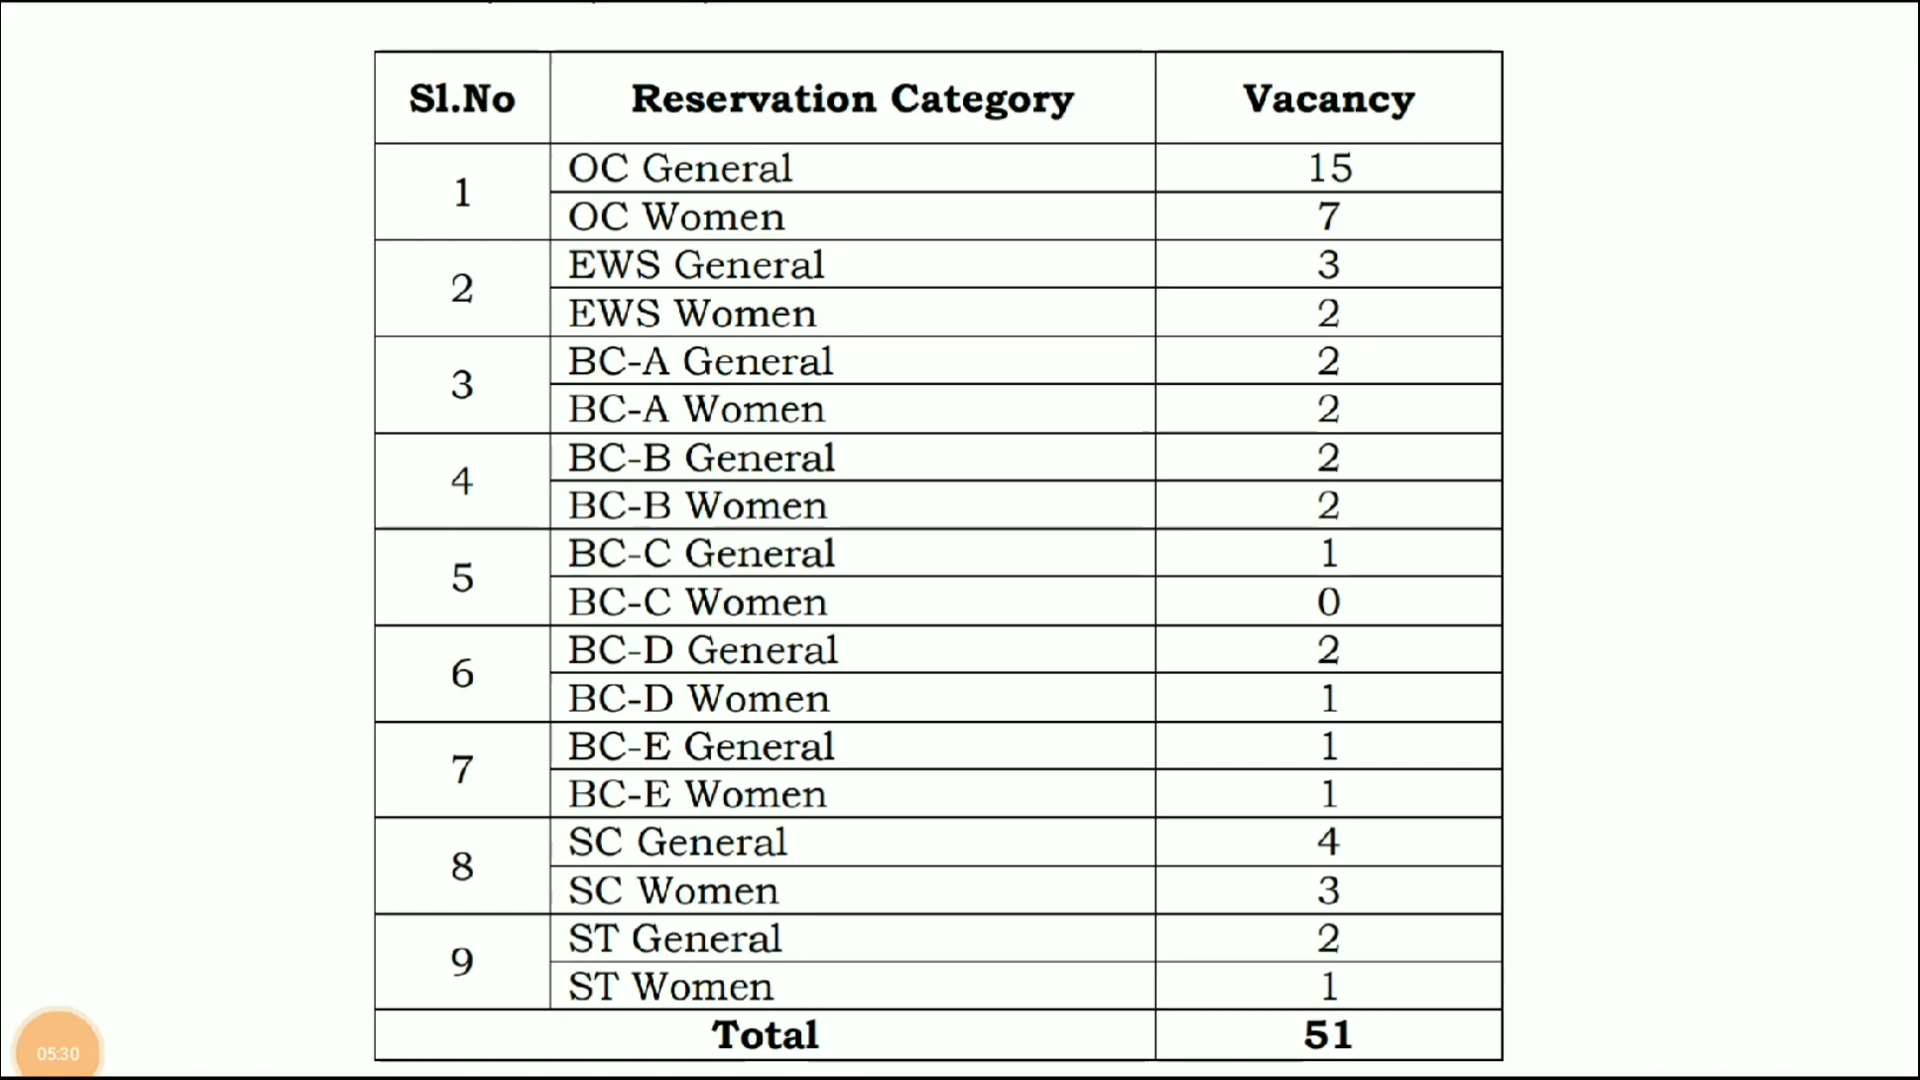 Sl.No Reservation Category Vacancy
1 OC General 15
OC Women 7
2 EWS General 3
EWS Women 2
3 BC-A General 2
BC-A Women 2
4 BC-B General 2
BC-B Women 2
5 BC-C General 1
BC-C Women 0
6 BC-D General 2
BC-D Women 1
7 BC-E General 1
BC-E Women 1
8 SC General 4
SC Women 3
9 ST General 2
ST Women 1
Total 51
05:30